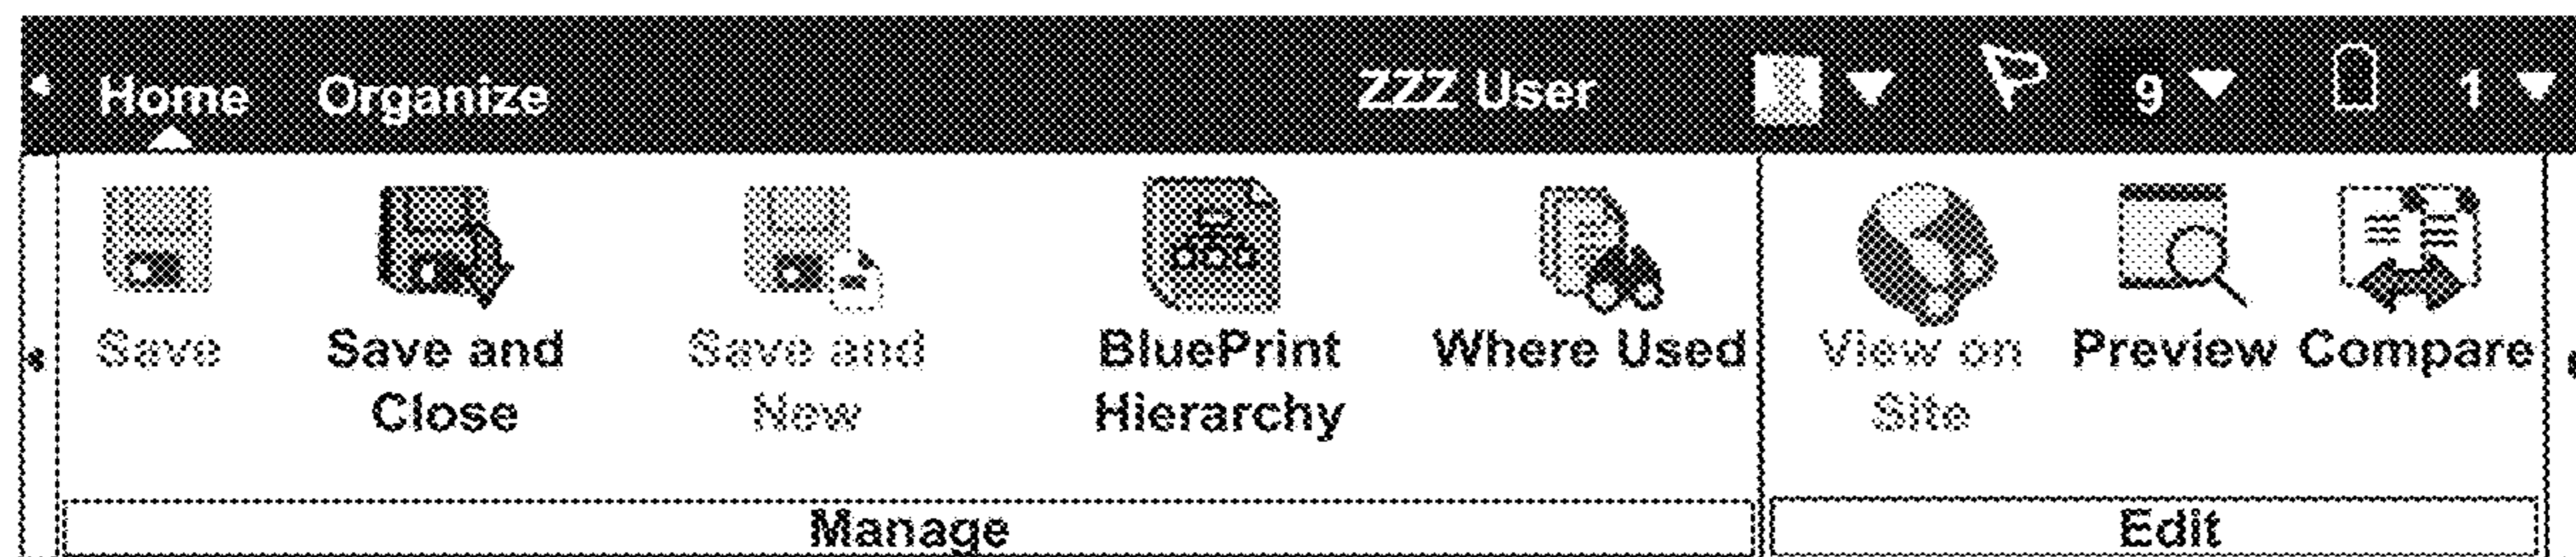 Home Organize ZZZ User 9 1
Save Save and Close Save and New BluePrint Hierarchy Where Used View on Site Preview Compare
Manage Edit